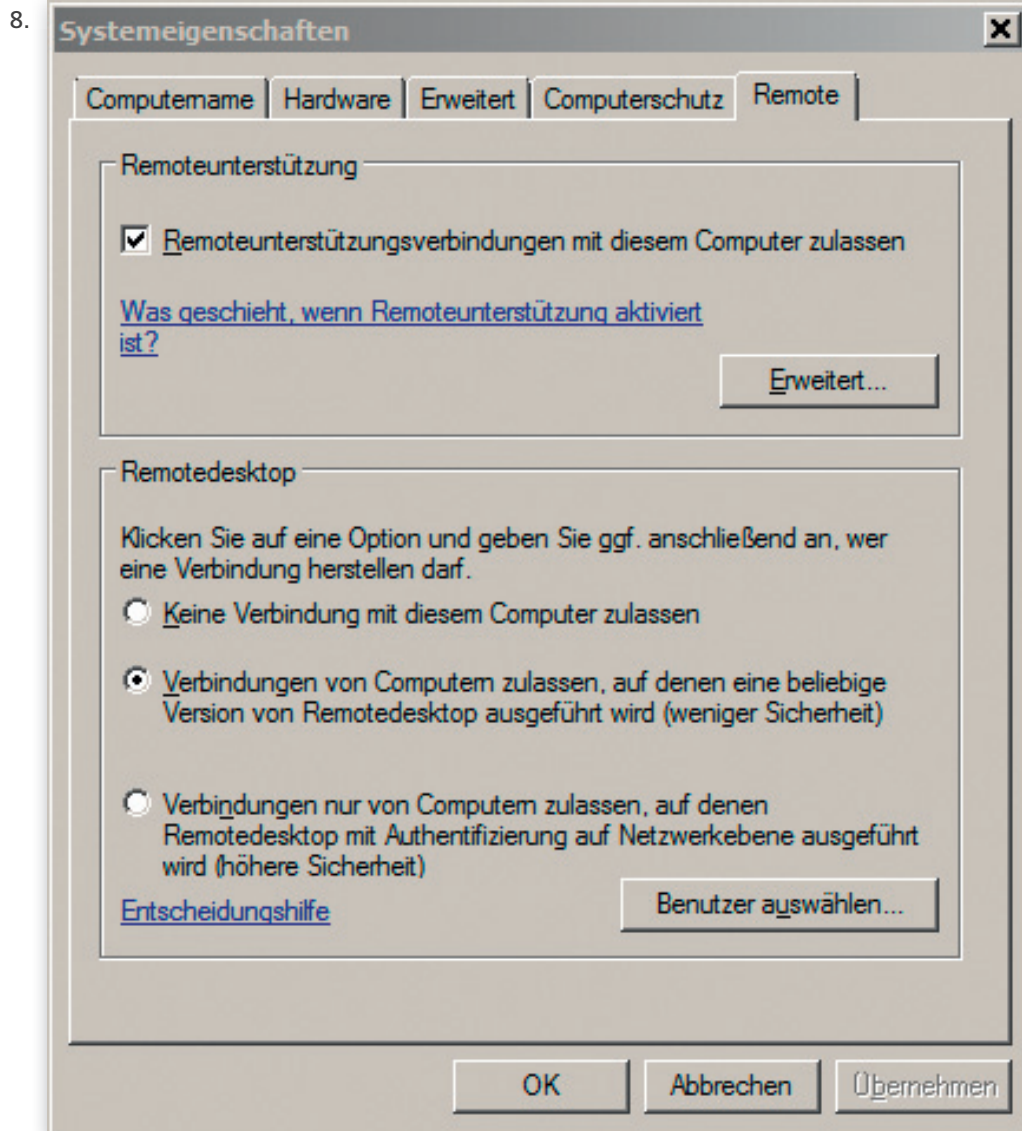 8.
Systemeigenschaften
Computername Hardware Erweitert Computerschutz Remote
Remoteunterstützung
Remoteunterstützungsverbindungen mit diesem Computer zulassen
Was geschieht, wenn Remoteunterstützung aktiviert
ist?
Erweitert...
Remotedesktop
Klicken Sie auf eine Option und geben Sie ggf. anschließend an, wer
eine Verbindung herstellen darf.
Keine Verbindung mit diesem Computer zulassen
Verbindungen von Computern zulassen, auf denen eine beliebige
Version von Remotedesktop ausgeführt wird (weniger Sicherheit)
Verbindungen nur von Computern zulassen, auf denen
Remotedesktop mit Authentifizierung auf Netzwerkebene ausgeführt
wird (höhere Sicherheit)
Entscheidungshilfe
Benutzer auswählen...
OK Abbrechen Übernehmen